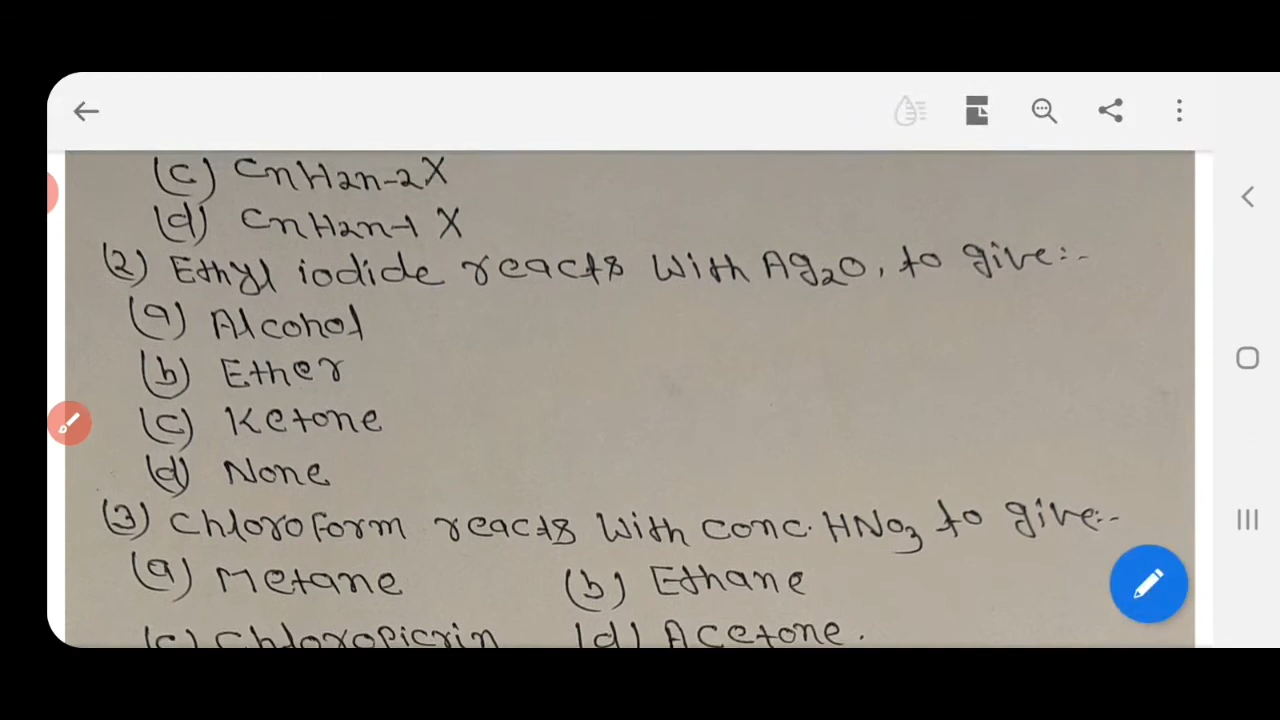 (c) CnH2n-2X
(d) CnH2n-1 X
(2) Ethyl iodide reacts with Ag2O, to give:-
(a) Alcohol
(b) Ether
(c) Ketone
(d) None
(3) Chloroform reacts with conc. HNO3 to give:-
(a) Metane (b) Ethane
(c) Chloropicrin (d) Acetone.